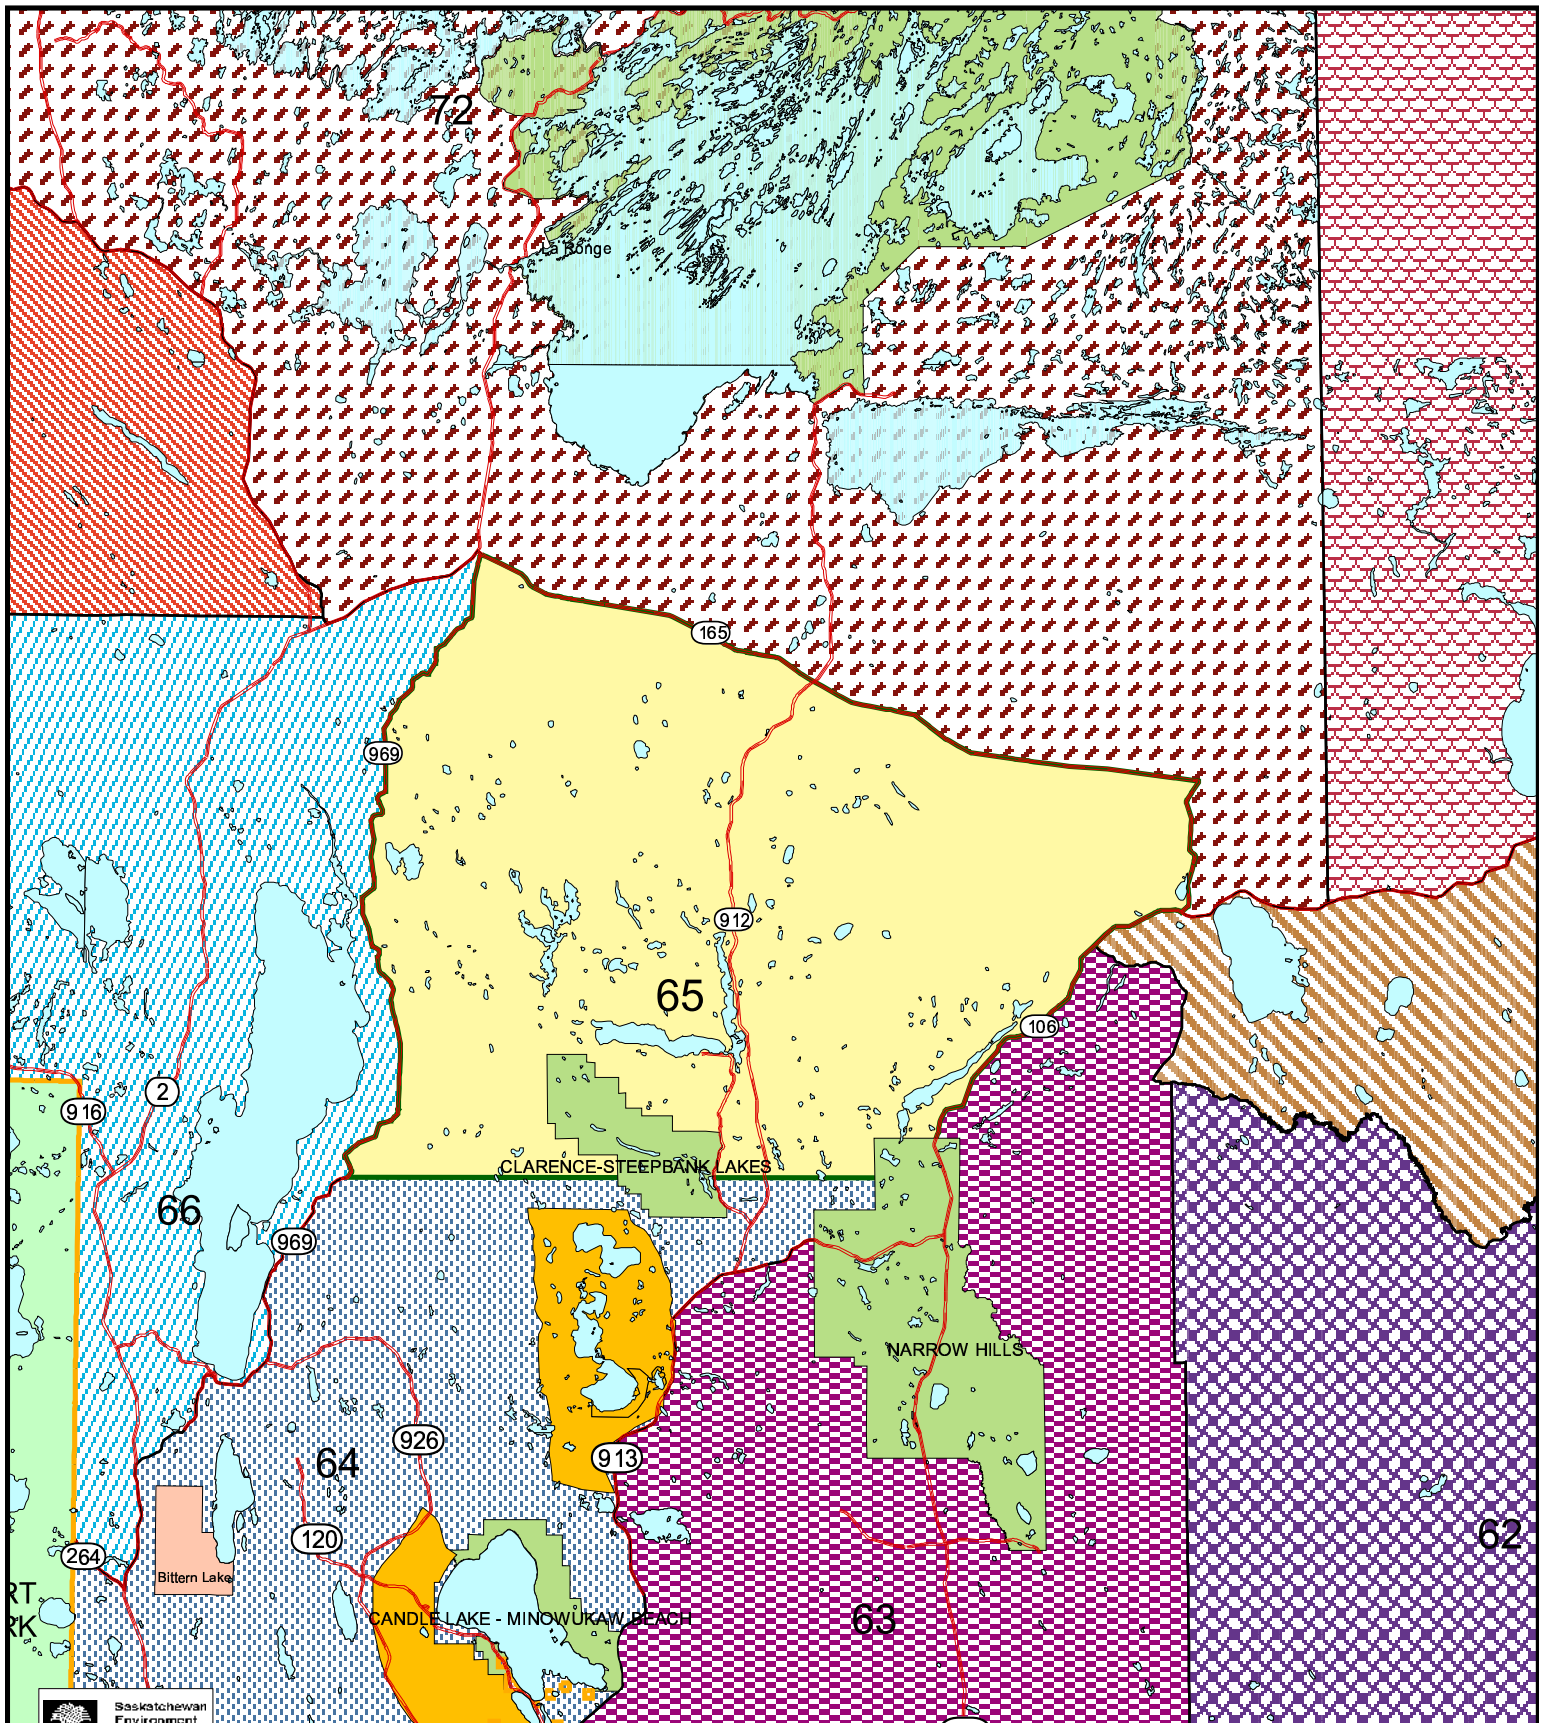 72
La Ronge
165
969
912
65
106
2
916
CLARENCE-STEEPBANK LAKES
66
969
NARROW HILLS
926
64
913
120
62
264
Bittern Lake
RT
RK
CANDLE LAKE - MINOWUKAW BEACH
63
Saskatchewan
Environment